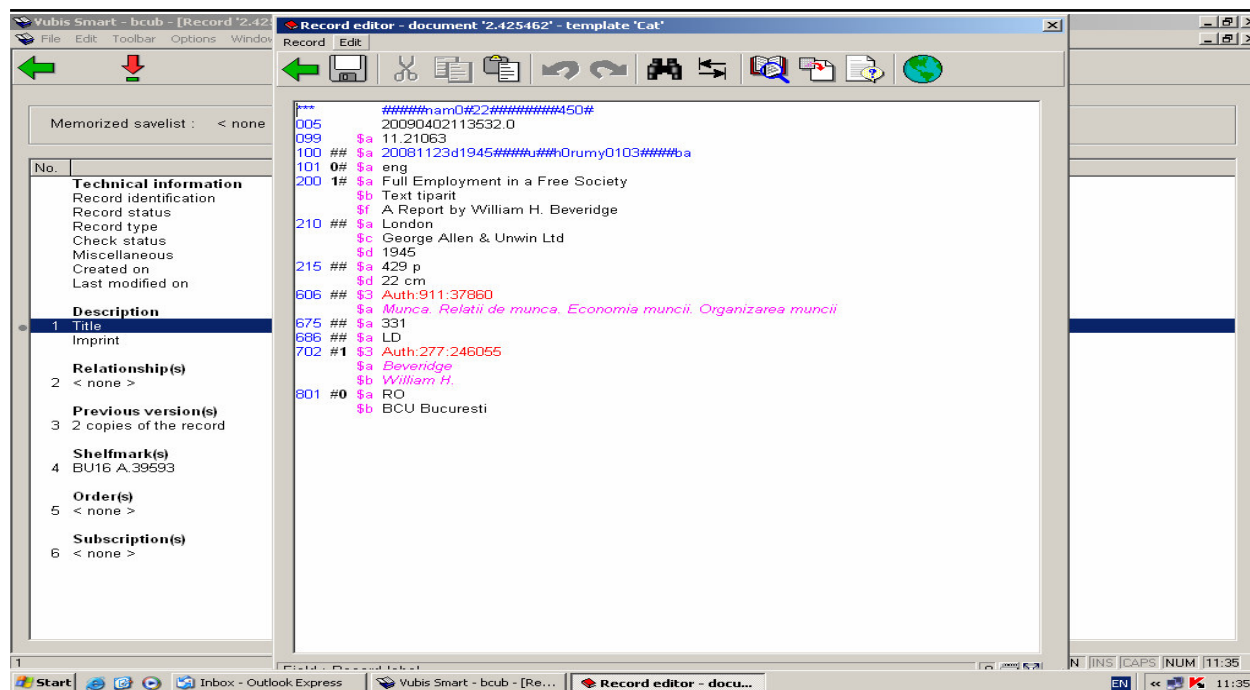 Vubis Smart - bcub - [Record '2.42
File Edit Toolbar Options Window
Memorized savelist : < none
No.
Technical information
Record identification
Record status
Record type
Check status
Miscellaneous
Created on
Last modified on
Description
1 Title
Imprint
Relationship(s)
2 < none >
Previous version(s)
3 2 copies of the record
Shelfmark(s)
4 BU16 A.39593
Order(s)
5 < none >
Subscription(s)
6 < none >
1
Record editor - document '2.425462' - template 'Cat'
Record Edit
*** #####nam0#22########450#
005 20090402113532.0
099 $a 11.21063
100 ## $a 20081123d1945####u##h0rumy0103####ba
101 0# $a eng
200 1# $a Full Employment in a Free Society
$b Text tiparit
$f A Report by William H. Beveridge
210 ## $a London
$c George Allen & Unwin Ltd
$d 1945
215 ## $a 429 p
$d 22 cm
606 ## $3 Auth:911:37860
$a Munca. Relatii de munca. Economia muncii. Organizarea muncii
675 ## $a 331
686 ## $a LD
702 #1 $3 Auth:277:246055
$a Beveridge
$b William H.
801 #0 $a RO
$b BCU Bucuresti
N INS CAPS NUM 11:35
Start Inbox - Outlook Express Vubis Smart - bcub - [Re... Record editor - docu... EN « 11:35